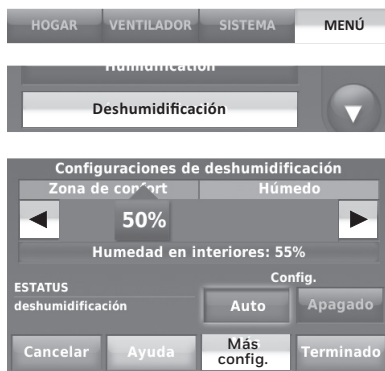 HOGAR VENTILADOR SISTEMA MENÚ
Humidification
Deshumidificación
Configuraciones de deshumidificación
Zona de confort Húmedo
50%
Humedad en interiores: 55%
Config.
ESTATUS
deshumidificación
Auto Apagado
Cancelar Ayuda Más config. Terminado